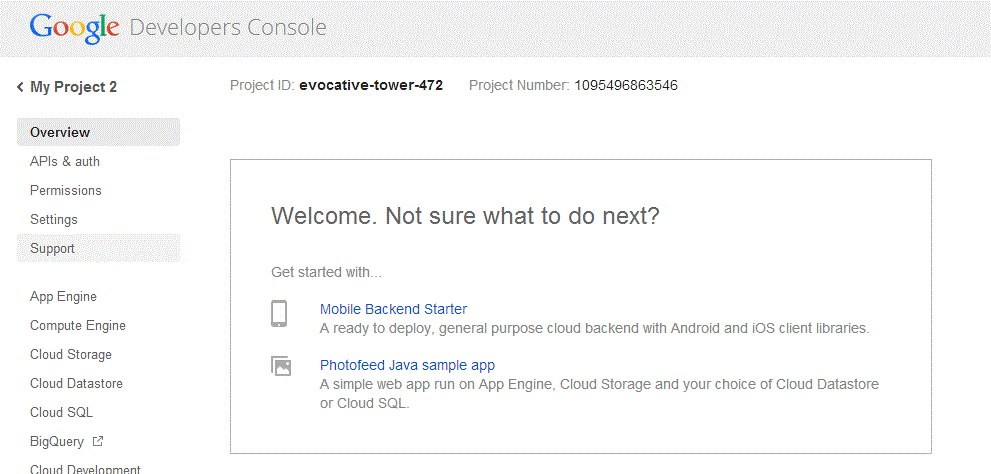 Google Developers Console
My Project 2
Project ID: evocative-tower-472 Project Number: 1095496863546
Overview
APIs & auth
Permissions
Settings
Support
App Engine
Compute Engine
Cloud Storage
Cloud Datastore
Cloud SQL
BigQuery
Cloud Development
Welcome. Not sure what to do next?
Get started with...
Mobile Backend Starter
A ready to deploy, general purpose cloud backend with Android and iOS client libraries.
Photofeed Java sample app
A simple web app run on App Engine, Cloud Storage and your choice of Cloud Datastore
or Cloud SQL.